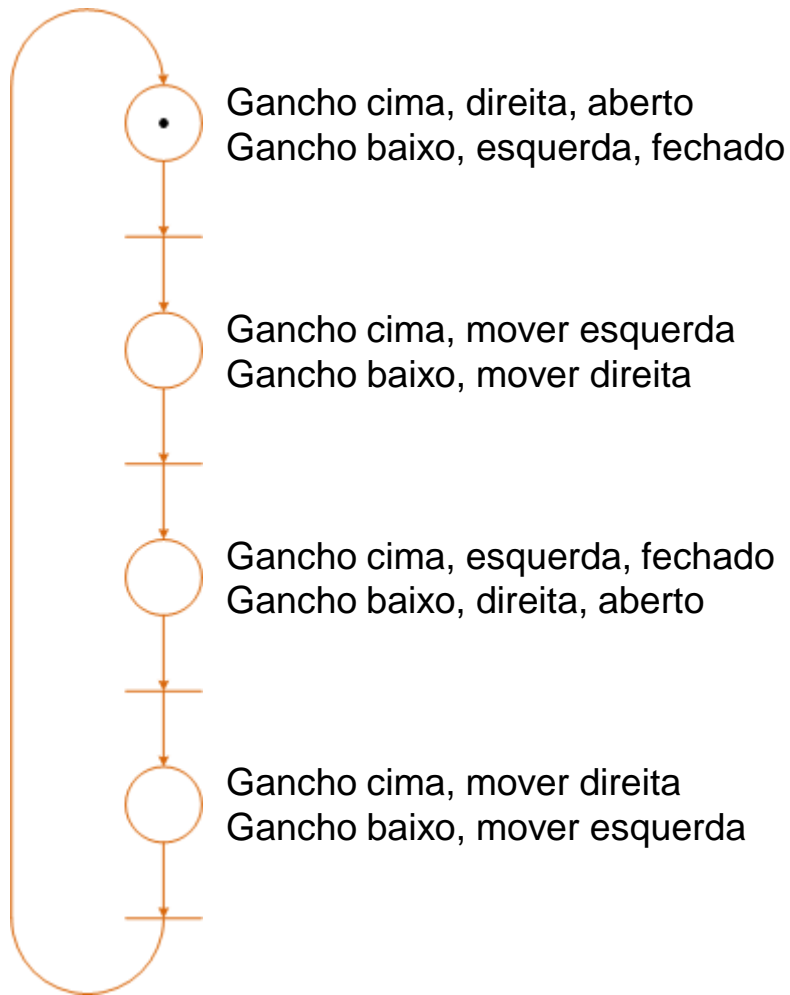 Gancho cima, direita, aberto
Gancho baixo, esquerda, fechado
Gancho cima, mover esquerda
Gancho baixo, mover direita
Gancho cima, esquerda, fechado
Gancho baixo, direita, aberto
Gancho cima, mover direita
Gancho baixo, mover esquerda